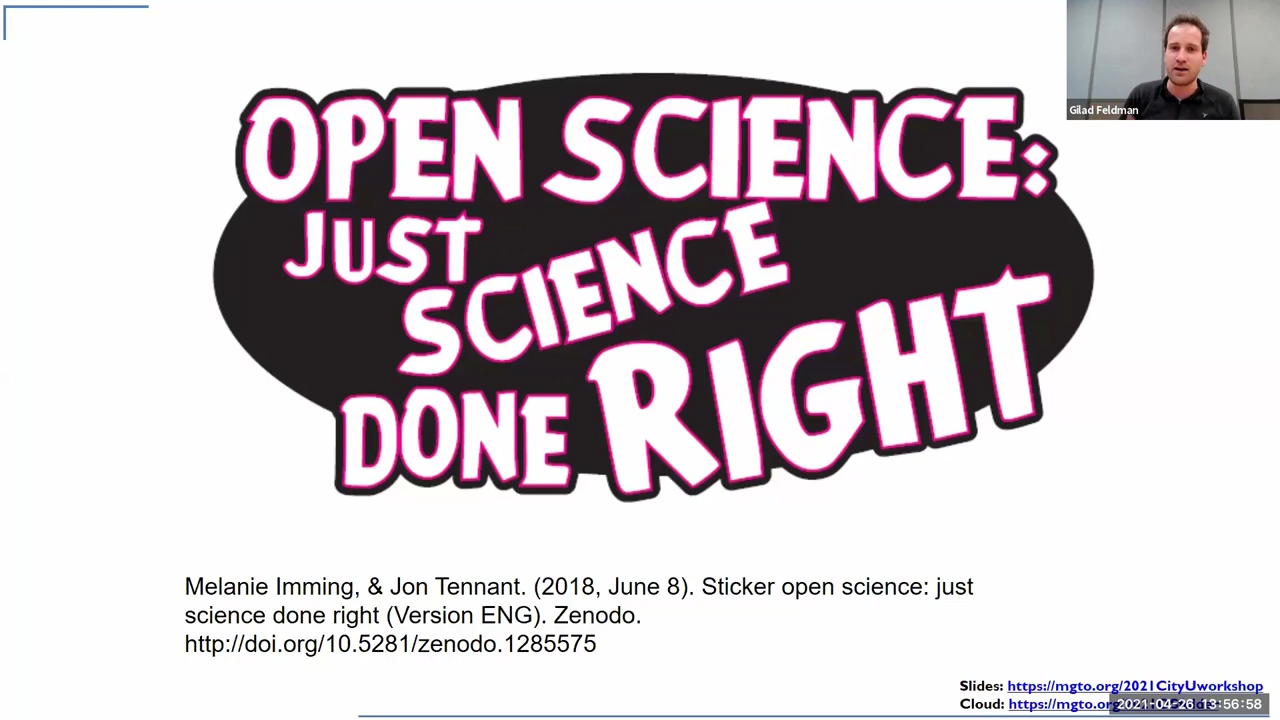 Gilad Feldman
OPEN SCIENCE:
JUST
SCIENCE
DONE RIGHT
Melanie Imming, & Jon Tennant. (2018, June 8). Sticker open science: just
science done right (Version ENG). Zenodo.
http://doi.org/10.5281/zenodo.1285575
Slides: https://mgto.org/2021CityUworkshop
Cloud: https://mgto.org
2021-04-26 13:56:58